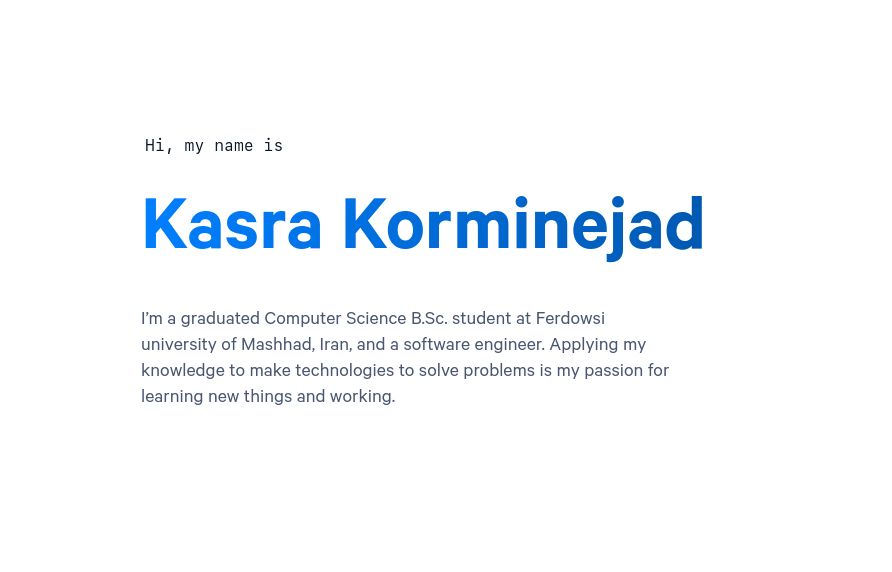 Hi, my name is
Kasra Korminejad
I’m a graduated Computer Science B.Sc. student at Ferdowsi
university of Mashhad, Iran, and a software engineer. Applying my
knowledge to make technologies to solve problems is my passion for
learning new things and working.